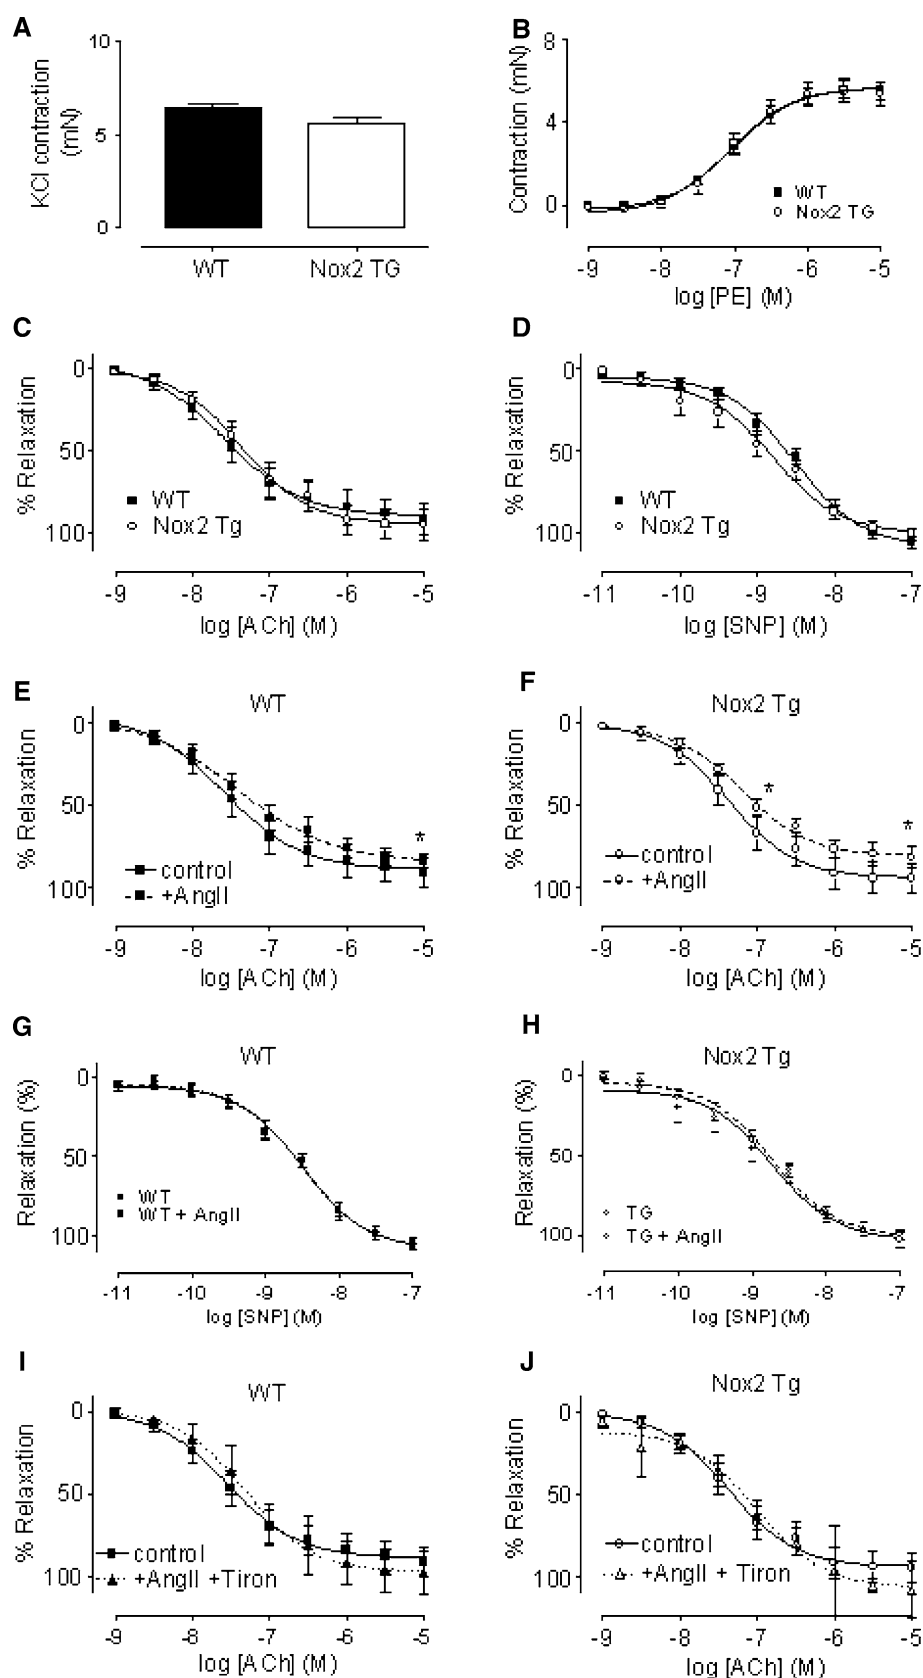 A
10
5
0
KCl contraction
(mN)
WT
Nox2 TG
B
8
4
0
Contraction (mN)
WT
Nox2 TG
-9
-8
-7
-6
-5
log [PE] (M)
C
0
50
100
% Relaxation
WT
Nox2 Tg
-9
-8
-7
-6
-5
log [ACh] (M)
D
0
50
100
% Relaxation
WT
Nox2 Tg
-11
-10
-9
-8
-7
log [SNP] (M)
E
WT
0
50
100
% Relaxation
*
control
+AngII
-9
-8
-7
-6
-5
log [ACh] (M)
F
Nox2 Tg
0
50
100
% Relaxation
*
*
control
+AngII
-9
-8
-7
-6
-5
log [ACh] (M)
G
WT
0
50
100
Relaxation (%)
WT
WT + AngII
-11
-10
-9
-8
-7
log [SNP] (M)
H
Nox2 Tg
0
50
100
Relaxation (%)
TG
TG + AngII
-11
-10
-9
-8
-7
log [SNP] (M)
I
WT
0
50
100
% Relaxation
control
+AngII +Tiron
-9
-8
-7
-6
-5
log [ACh] (M)
J
Nox2 Tg
0
50
100
% Relaxation
control
+AngII + Tiron
-9
-8
-7
-6
-5
log [ACh] (M)